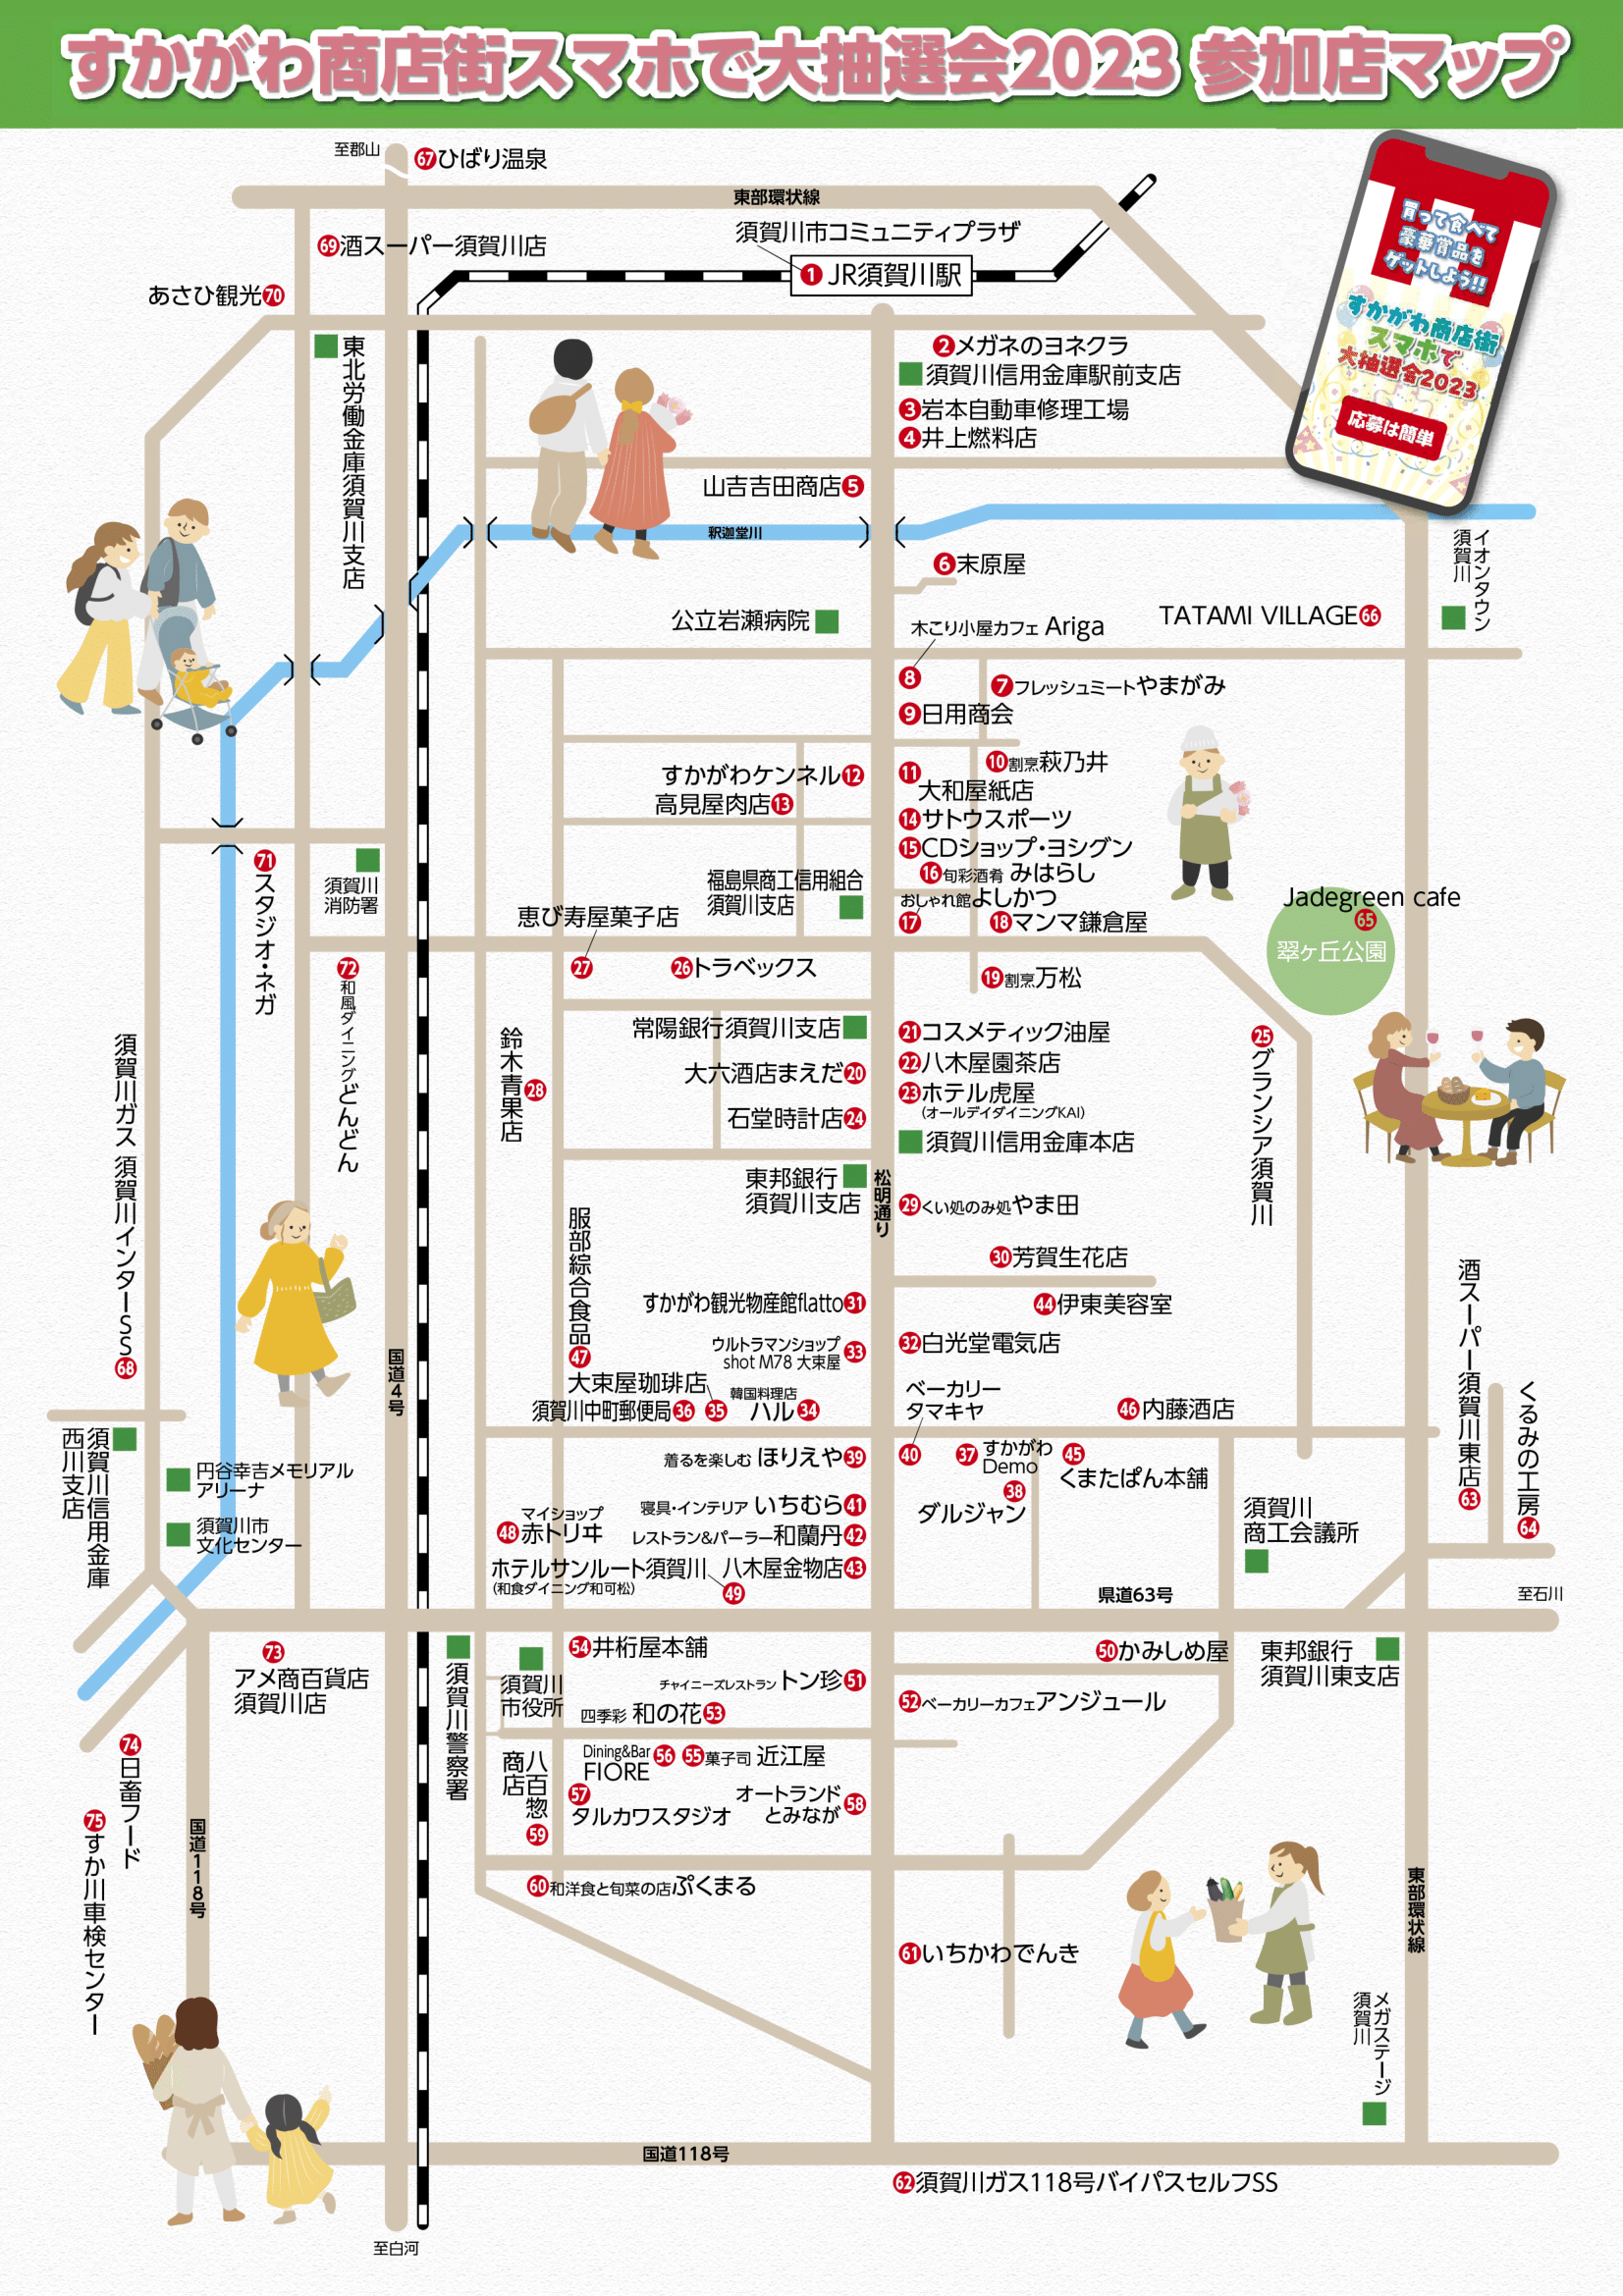 すかがわ商店街スマホで大抽選会2023 参加店マップ
至郡山
67ひばり温泉
東部環状線
69酒スーパー須賀川店
須賀川市コミュニティプラザ
1 JR須賀川駅
あさひ観光70
買って食べて
豪華賞品を
ゲットしよう!!
すかがわ商店街
スマホで
大抽選会2023
応募は簡単
東北労働金庫須賀川支店
2メガネのヨネクラ
須賀川信用金庫駅前支店
3岩本自動車修理工場
4井上燃料店
山吉吉田商店5
釈迦堂川
6末原屋
イオンタウン
須賀川
公立岩瀬病院
木こり小屋カフェ Ariga
8
TATAMI VILLAGE66
7フレッシュミートやまがみ
9日用商会
10割烹萩乃井
すかがわケンネル12
11
大和屋紙店
高見屋肉店13
14サトウスポーツ
15CDショップ・ヨシグン
16旬彩酒肴 みはらし
おしゃれ館よしかつ
17
18マンマ鎌倉屋
福島県商工信用組合
須賀川支店
71スタジオ・ネガ
須賀川
消防署
恵び寿屋菓子店
27
26トラベックス
19割烹万松
Jadegreen cafe
65
翠ヶ丘公園
72和風ダイニングどんどん
常陽銀行須賀川支店
21コスメティック油屋
22八木屋園茶店
大六酒店まえだ20
23ホテル虎屋
(オールデイダイニングKAI)
石堂時計店24
須賀川信用金庫本店
25グランシア須賀川
鈴木青果店28
須賀川ガス 須賀川インターSS68
東邦銀行
須賀川支店
松明通り
29くい処のみ処やま田
30芳賀生花店
服部綜合食品47
すかがわ観光物産館flatto31
44伊東美容室
ウルトラマンショップ
shot M78 大束屋33
32白光堂電気店
国道4号
大束屋珈琲店
35
韓国料理店
ハル34
須賀川中町郵便局36
ベーカリー
タマキヤ
40
46内藤酒店
酒スーパー須賀川東店63
くるみの工房64
須賀川信用金庫
西川支店
円谷幸吉メモリアル
アリーナ
須賀川市
文化センター
着るを楽しむ ほりえや39
37すかがわ
Demo
45
くまたぱん本舗
38
ダルジャン
マイショップ
48赤トリヰ
寝具・インテリア いちむら41
レストラン&パーラー和蘭丹42
ホテルサンルート須賀川
(和食ダイニング和可松)
49
八木屋金物店43
須賀川
商工会議所
県道63号
至石川
73
アメ商百貨店
須賀川店
須賀川警察署
須賀川
市役所
54井桁屋本舗
チャイニーズレストラン トン珍51
四季彩 和の花53
50かみしめ屋
東邦銀行
須賀川東支店
52ベーカリーカフェアンジュール
74日畜フード
75すか川車検センター
国道118号
八百惣
商店
59
Dining&Bar
FIORE56
55菓子司 近江屋
57
タルカワスタジオ
オートランド
とみなが58
60和洋食と旬菜の店ぷくまる
61いちかわでんき
東部環状線
メガステージ
須賀川
国道118号
62須賀川ガス118号バイパスセルフSS
至白河